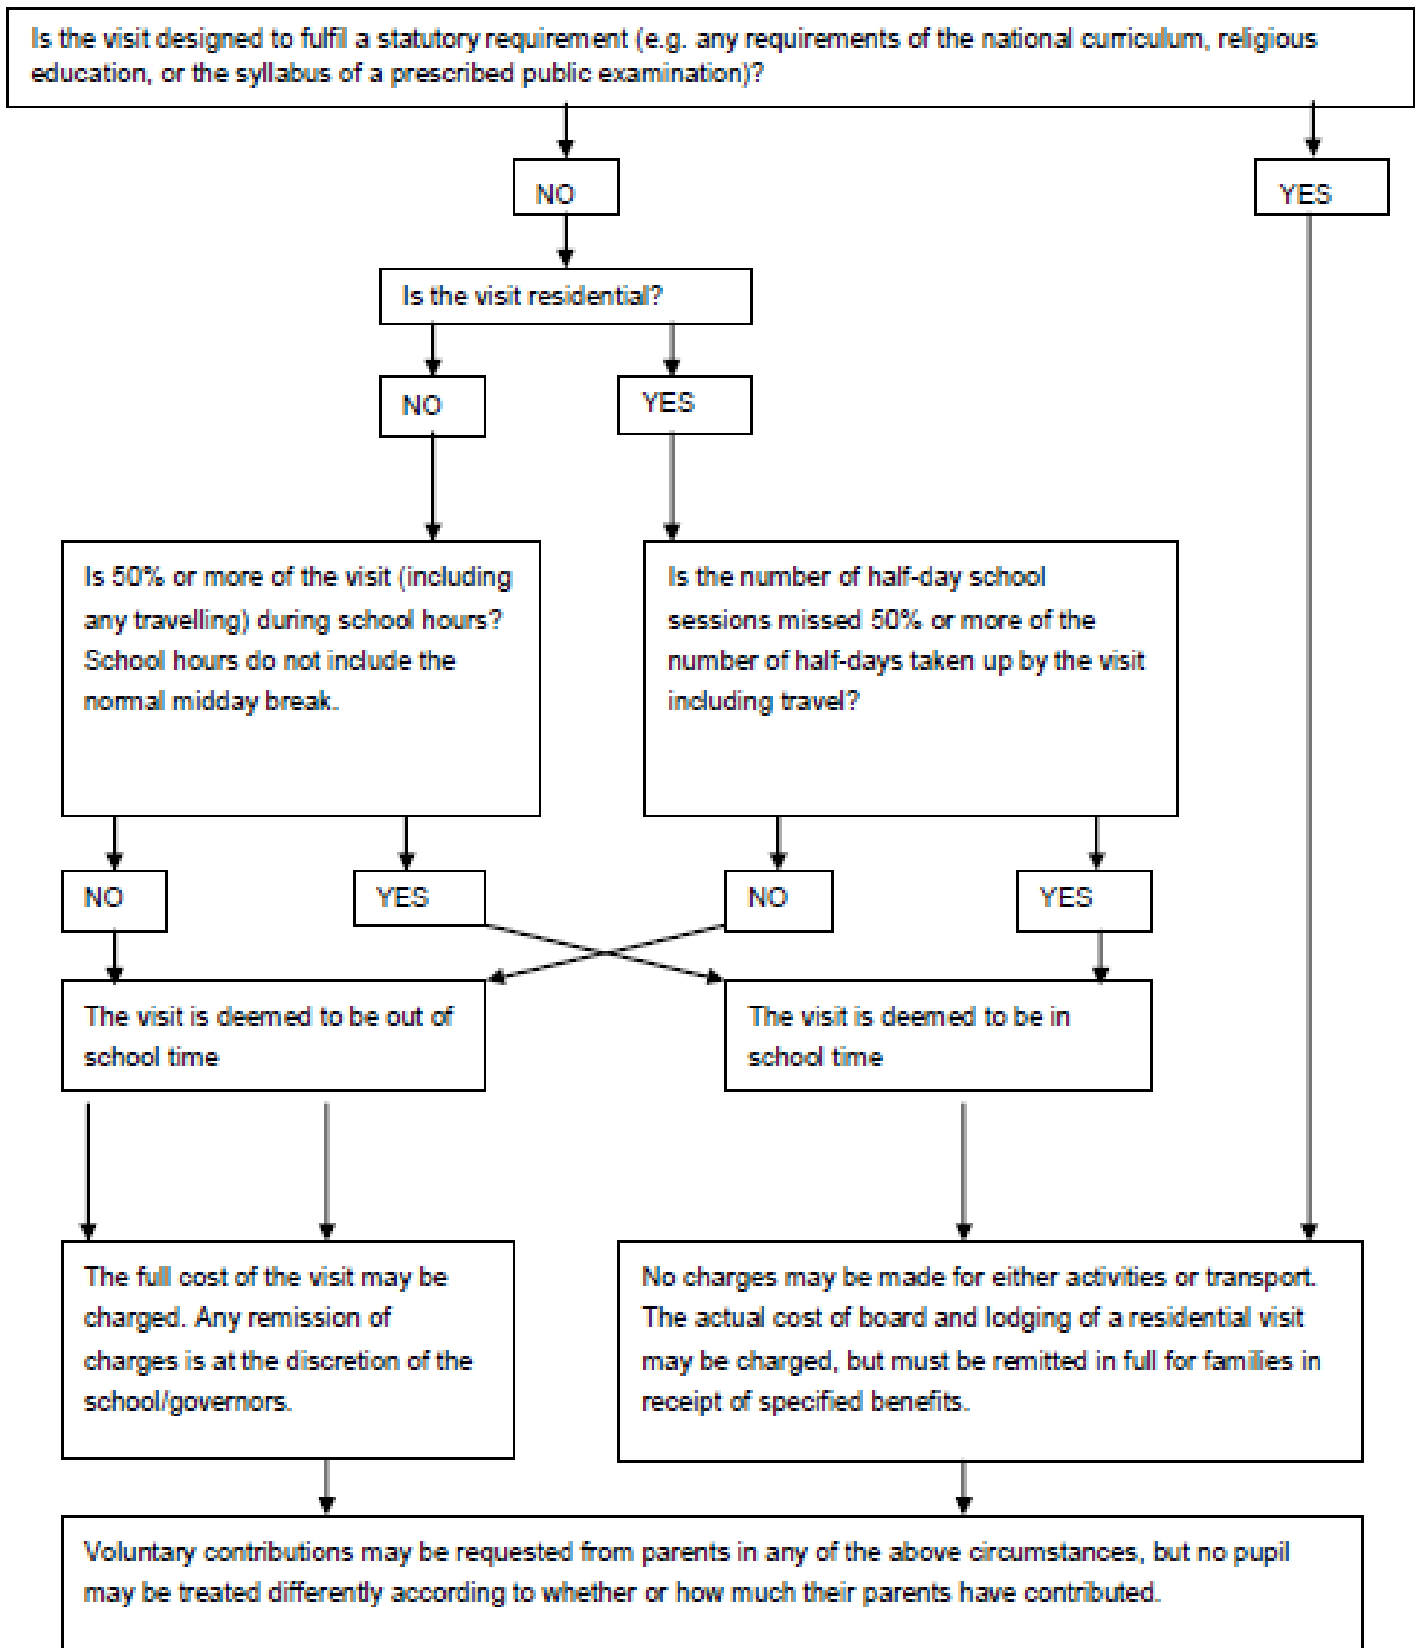 Is the visit designed to fulfil a statutory requirement (e.g. any requirements of the national curriculum, religious
education, or the syllabus of a prescribed public examination)?
NO
YES
Is the visit residential?
NO
YES
Is 50% or more of the visit (including
any travelling) during school hours?
School hours do not include the
normal midday break.
Is the number of half-day school
sessions missed 50% or more of the
number of half-days taken up by the visit
including travel?
NO
YES
NO
YES
The visit is deemed to be out of
school time
The visit is deemed to be in
school time
The full cost of the visit may be
charged. Any remission of
charges is at the discretion of the
school/governors.
No charges may be made for either activities or transport.
The actual cost of board and lodging of a residential visit
may be charged, but must be remitted in full for families in
receipt of specified benefits.
Voluntary contributions may be requested from parents in any of the above circumstances, but no pupil
may be treated differently according to whether or how much their parents have contributed.